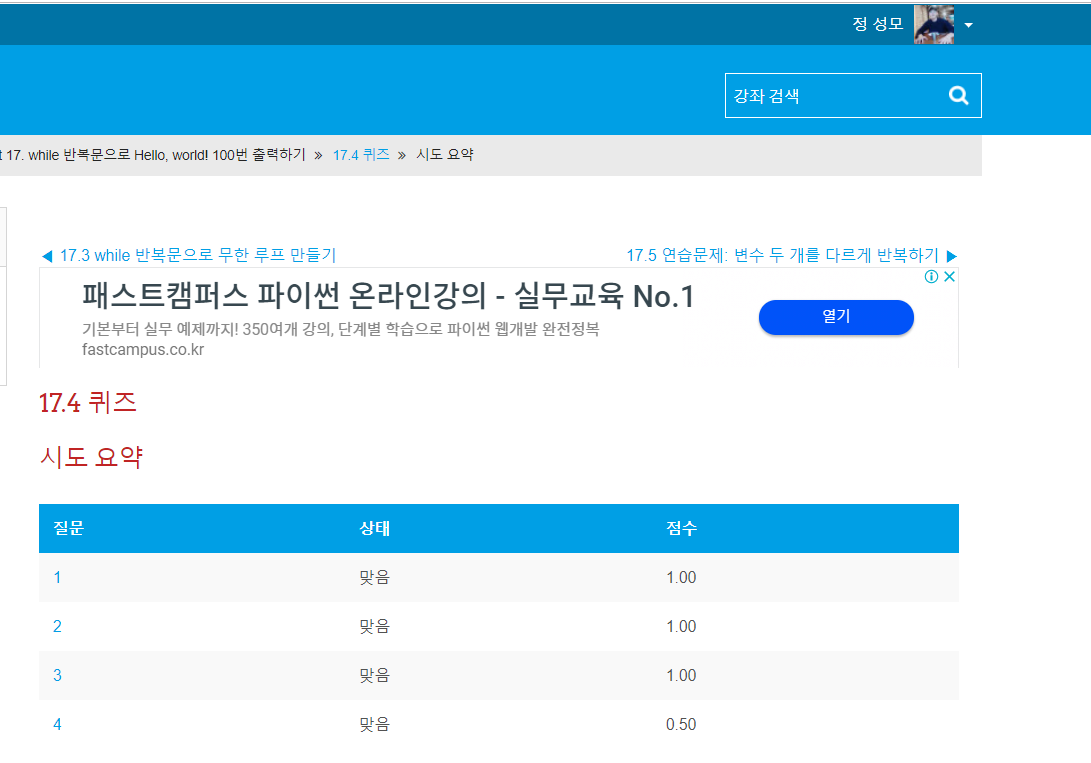 정 성모
강좌 검색
17. while 반복문으로 Hello, world! 100번 출력하기 » 17.4 퀴즈 » 시도 요약
◀ 17.3 while 반복문으로 무한 루프 만들기
17.5 연습문제: 변수 두 개를 다르게 반복하기 ▶
패스트캠퍼스 파이썬 온라인강의 - 실무교육 No.1
기본부터 실무 예제까지! 350여개 강의, 단계별 학습으로 파이썬 웹개발 완전정복
fastcampus.co.kr
열기
17.4 퀴즈
시도 요약
질문 상태 점수
1 맞음 1.00
2 맞음 1.00
3 맞음 1.00
4 맞음 0.50